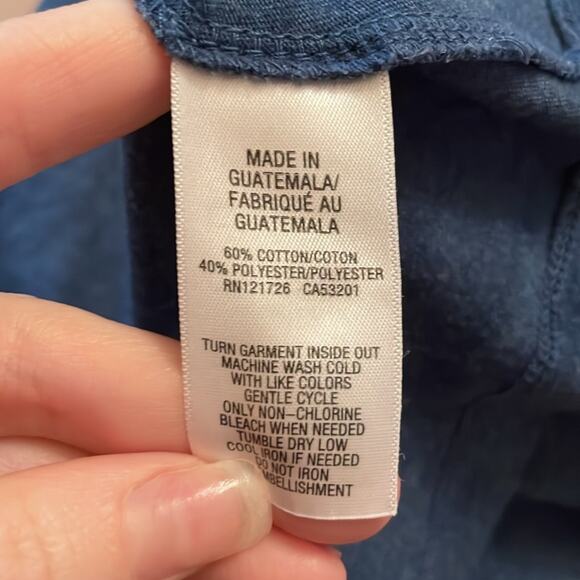 MADE IN
GUATEMALA/
FABRIQUÉ AU
GUATEMALA
60% COTTON/COTON
40% POLYESTER/POLYESTER
RN121726 CA53201
TURN GARMENT INSIDE OUT
MACHINE WASH COLD
WITH LIKE COLORS
GENTLE CYCLE
ONLY NON-CHLORINE
BLEACH WHEN NEEDED
TUMBLE DRY LOW
COOL IRON IF NEEDED
DO NOT IRON